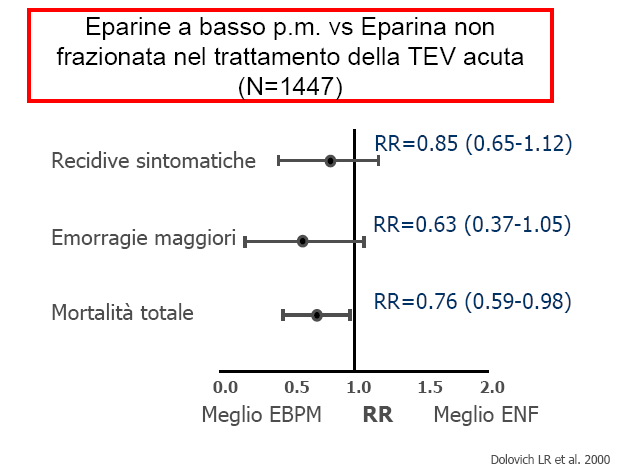 Eparine a basso p.m. vs Eparina non
frazionata nel trattamento della TEV acuta
(N=1447)
Recidive sintomatiche
RR=0.85 (0.65-1.12)
Emorragie maggiori
RR=0.63 (0.37-1.05)
Mortalità totale
RR=0.76 (0.59-0.98)
0.0 0.5 1.0 1.5 2.0
Meglio EBPM RR Meglio ENF
Dolovich LR et al. 2000